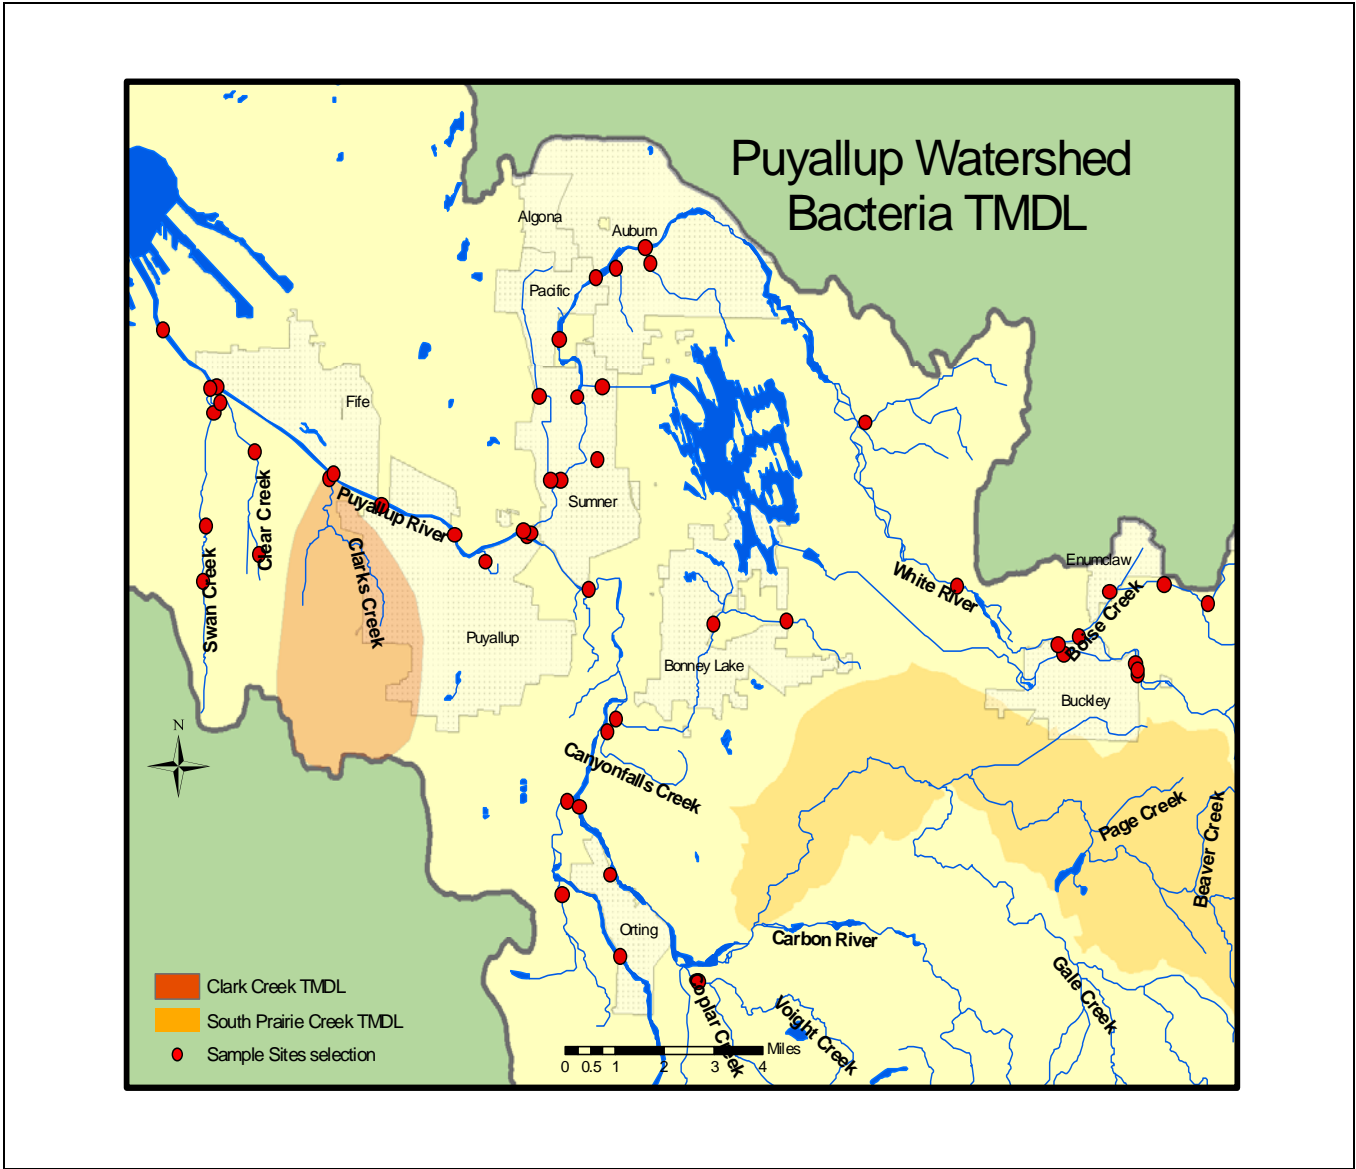 Puyallup Watershed
Bacteria TMDL
Algona
Auburn
Pacific
Fife
Sumner
Puyallup River
Clear Creek
Swan Creek
Clarks Creek
Puyallup
Bonney Lake
White River
Enumclaw
Boise Creek
Buckley
N
Canyonfalls Creek
Page Creek
Beaver Creek
Orting
Carbon River
Gale Creek
Poplar Creek
Voight Creek
Clark Creek TMDL
South Prairie Creek TMDL
Sample Sites selection
Miles
0 0.5 1 2 3 4